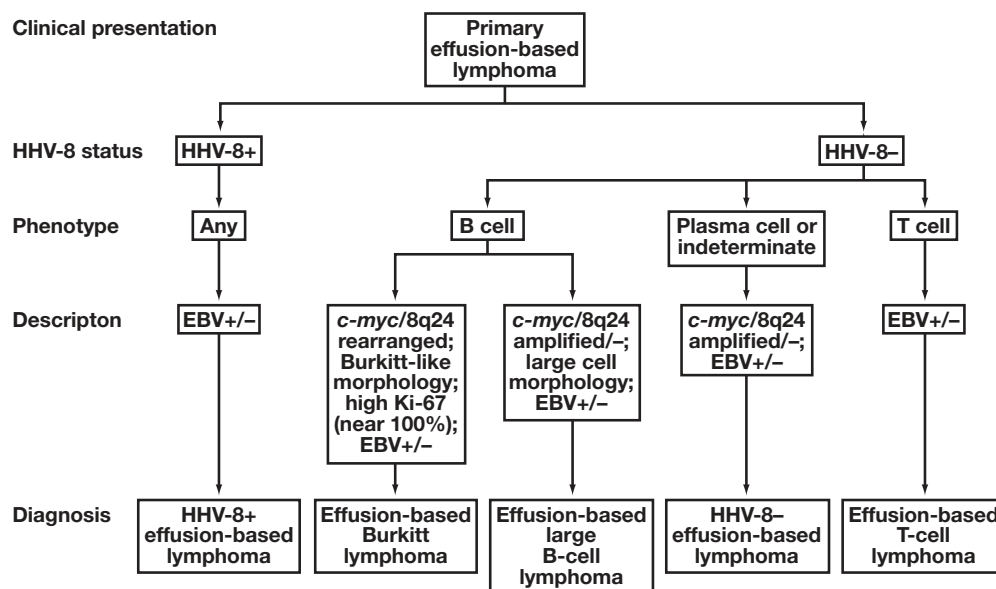 Clinical presentation
Primary
effusion-based
lymphoma
HHV-8 status
HHV-8+
HHV-8–
Phenotype
Any
B cell
Plasma cell or
indeterminate
T cell
Descripton
EBV+/–
c-myc/8q24
rearranged;
Burkitt-like
morphology;
high Ki-67
(near 100%);
EBV+/–
c-myc/8q24
amplified/–;
large cell
morphology;
EBV+/–
c-myc/8q24
amplified/–;
EBV+/–
EBV+/–
Diagnosis
HHV-8+
effusion-based
lymphoma
Effusion-based
Burkitt
lymphoma
Effusion-based
large
B-cell
lymphoma
HHV-8–
effusion-based
lymphoma
Effusion-based
T-cell
lymphoma